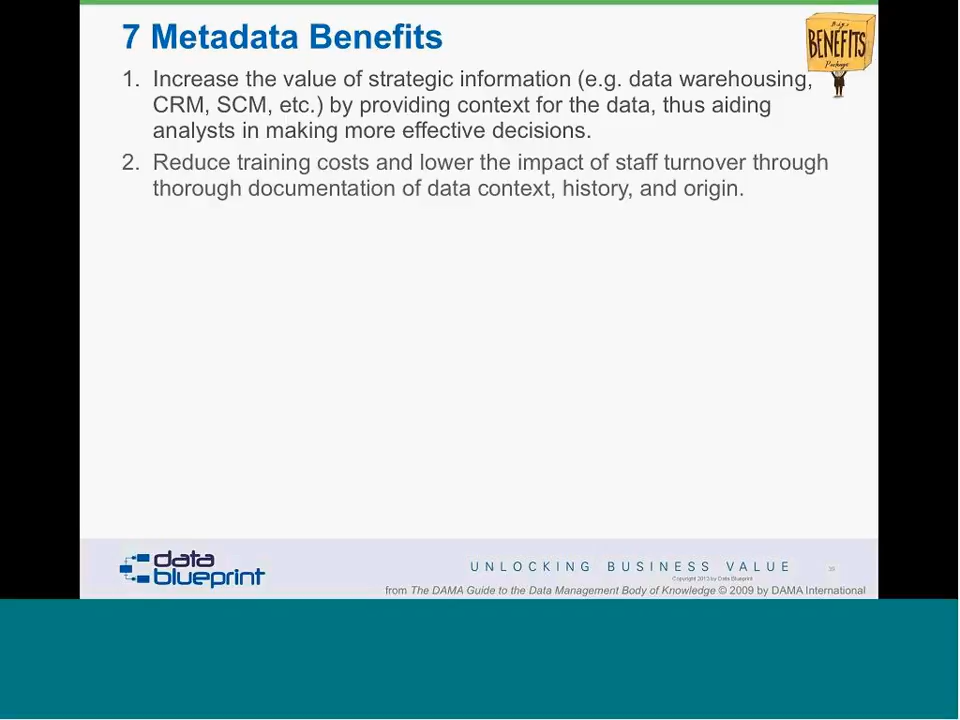 7 Metadata Benefits
BENEFITS
Package
1. Increase the value of strategic information (e.g. data warehousing,
CRM, SCM, etc.) by providing context for the data, thus aiding
analysts in making more effective decisions.
2. Reduce training costs and lower the impact of staff turnover through
thorough documentation of data context, history, and origin.
data
blueprint
UNLOCKING BUSINESS VALUE
Copyright 2013 by Data Blueprint
from The DAMA Guide to the Data Management Body of Knowledge © 2009 by DAMA International